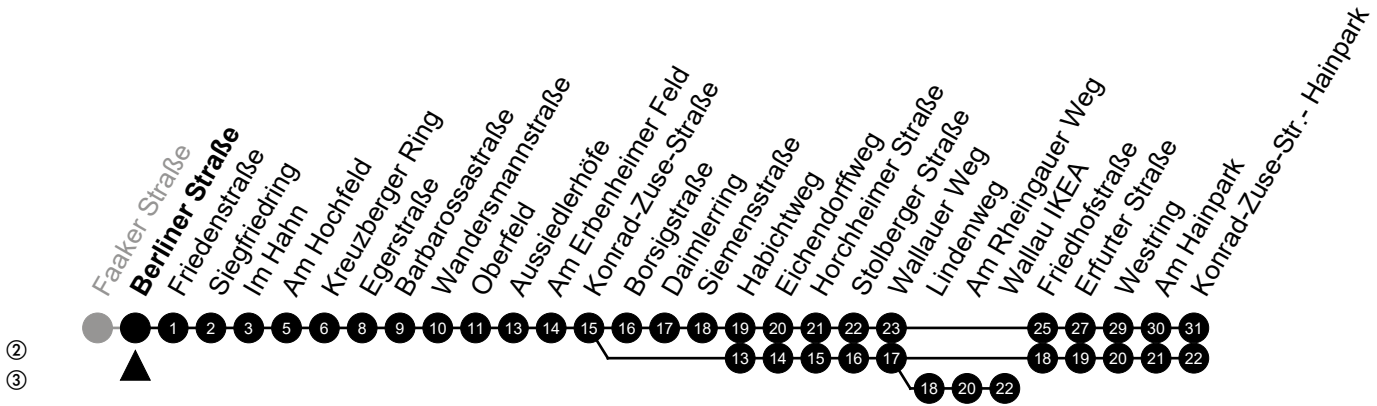 Faaker Straße
Berliner Straße
Friedenstraße
Siegfriedring
Im Hahn
Am Hochfeld
Kreuzberger Ring
Egerstraße
Barbarossastraße
Wandersmannstraße
Oberfeld
Aussiedlerhöfe
Am Erbenheimer Feld
Konrad-Zuse-Straße
Borsigstraße
Daimlerring
Siemensstraße
Habichtweg
Eichendorffweg
Horchheimer Straße
Stolberger Straße
Wallauer Weg
Lindenweg
Am Rheingauer Weg
Wallau IKEA
Friedhofstraße
Erfurter Straße
Westring
Am Hainpark
Konrad-Zuse-Str.- Hainpark
1 2 3 5 6 8 9 10 11 13 14 15 16 17 18 19 20 21 22 23 25 27 29 30 31
② 13 14 15 16 17 18 19 20 21 22
③ 18 20 22